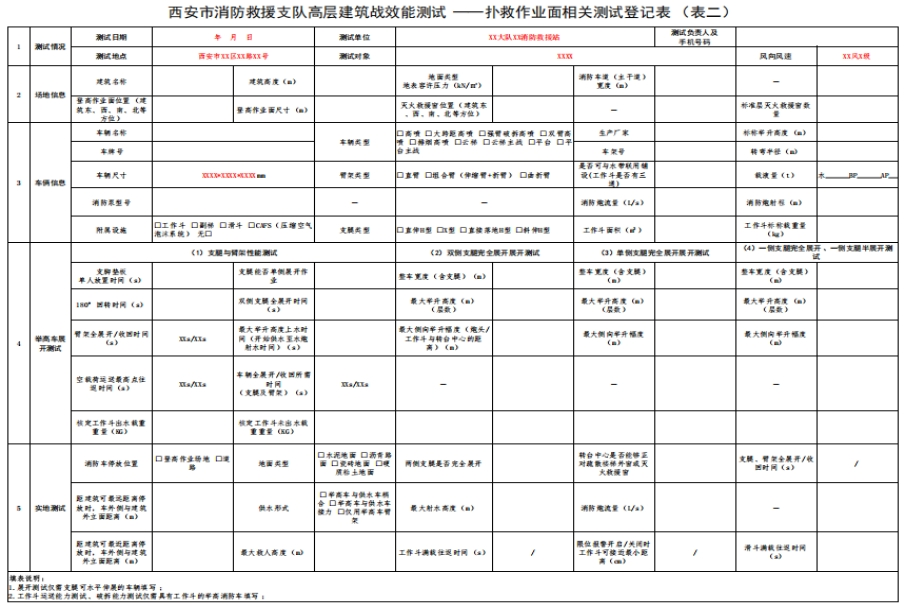 西安市消防救援支队高层建筑战效能测试 ——扑救作业面相关测试登记表 （表二）
1 测试情况 测试日期 年 月 日 测试单位 XX大队XX消防救援站 测试负责人及手机号码
测试地点 西安市XX区XX路XX号 测试对象 XXXX 风向风速 XX风X级
2 场地信息 建筑名称 建筑高度（m） 地面类型 地表容许压力（kN/㎡） 消防车道（主干道）宽度（m） —
登高作业面位置（建筑东、西、南、北等方位） 登高作业面尺寸（m） 灭火救援窗位置（建筑东、西、南、北等方位） — 标准层灭火救援窗数量
3 车辆信息 车辆名称 车辆类型 □高喷 □大跨距高喷 □强臂破拆高喷 □双臂高喷 □捅烟高喷 □云梯 □云梯主战 □平台 □平台主战 生产厂家 标称举升高度（m）
车牌号 车架号 转弯半径（m）
车辆尺寸 XXXX*XXXX*XXXXmm 臂架类型 □直臂 □组合臂（伸缩臂+折臂） □曲折臂 是否可与水带联用铺设(工作斗是否有三通) 载液量（t） 水____BP____AP____
消防泵型号 — — 消防炮流量（l/s） 消防炮射程（m）
附属设施 □工作斗 □副梯 □滑斗 □CAFS（压缩空气泡沫系统） 无□ 支腿类型 □直伸H型 □X型 □直接落地H型 □斜伸H型 工作斗面积（㎡） 工作斗标称载重量（kg）
4 举高车展开测试 （1）支腿与臂架性能测试 （2）双侧支腿完全展开展开测试 （3）单侧支腿完全展开展开测试 （4）一侧支腿完全展开、一侧支腿半展开测试
支脚垫板单人放置时间（s） 支腿能否单侧展开作业 整车宽度（含支腿）（m） 整车宽度（含支腿）（m） 整车宽度（含支腿）（m）
180° 回转时间（s） 双侧支腿全展开时间（s） 最大举升高度（m）（层数） 最大举升高度（m）（层数） 最大举升高度（m）（层数）
臂架全展开/收回时间（s） XXs/XXs 最大举升高度上水时间（开始供水至水炮射水时间）（s） 最大侧向举升幅度（炮头/工作斗与转台中心的距离）（m） 最大侧向举升幅度（m） 最大侧向举升幅度（m）
空载荷运送最高点往返时间（s） XXs/XXs 车辆全展开/收回所需时间（支腿及臂架）（s） XXs/XXs — — —
核定工作斗出水载重重量（KG） 核定工作斗未出水载重重量（KG）
5 实地测试 消防车停放位置 □登高作业场地 □道路 地面类型 □水泥地面 □沥青路面 □瓷砖地面 □硬质粘土地面 两侧支腿是否完全展开 转台中心是否能够正对疏散楼梯外窗或灭火救援窗 支腿、臂架全展开/收回时间（s） /
距建筑可最远距离停放时，车外侧与建筑外立面距离（m） 供水形式 □举高车与供水车耦合 □举高车与供水车接力 □仅用举高车臂架 最大射水高度（m） 消防炮流量（l/s） —
距建筑可最近距离停放时，车外侧与建筑外立面距离（m） 最大救人高度（m） 工作斗满载往返时间（s） / 限位报警开启/关闭时工作斗可接近最小距离（cm） / 滑斗满载往返时间（s）
填表说明：
1.展开测试仅需支腿可水平伸展的车辆填写；
2.工作斗运送能力测试、破拆能力测试仅需具有工作斗的举高消防车填写；